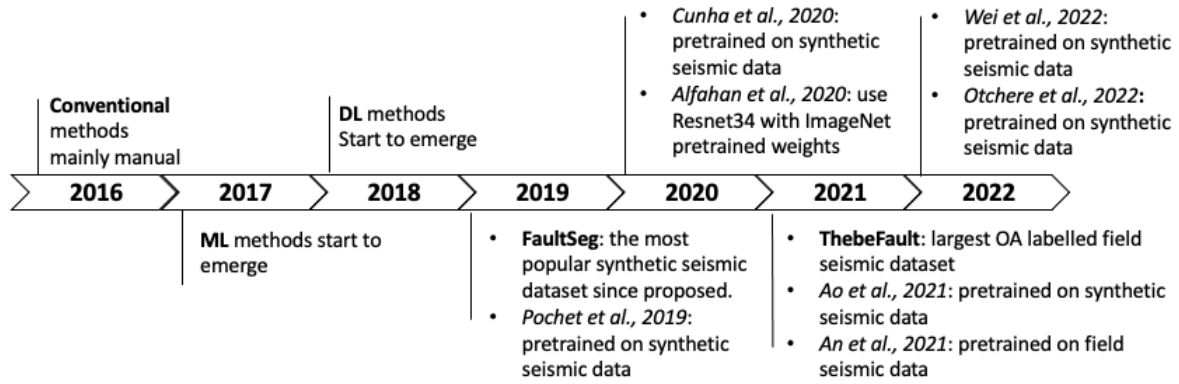 Conventional
methods
mainly manual
DL methods
Start to emerge
• Cunha et al., 2020:
pretrained on synthetic
seismic data
• Alfahan et al., 2020: use
Resnet34 with ImageNet
pretrained weights
• Wei et al., 2022:
pretrained on synthetic
seismic data
• Otchere et al., 2022:
pretrained on synthetic
seismic data
2016 2017 2018 2019 2020 2021 2022
ML methods start to
emerge
• FaultSeg: the most
popular synthetic seismic
dataset since proposed.
• Pochet et al., 2019:
pretrained on synthetic
seismic data
• ThebeFault: largest OA labelled field
seismic dataset
• Ao et al., 2021: pretrained on synthetic
seismic data
• An et al., 2021: pretrained on field
seismic data